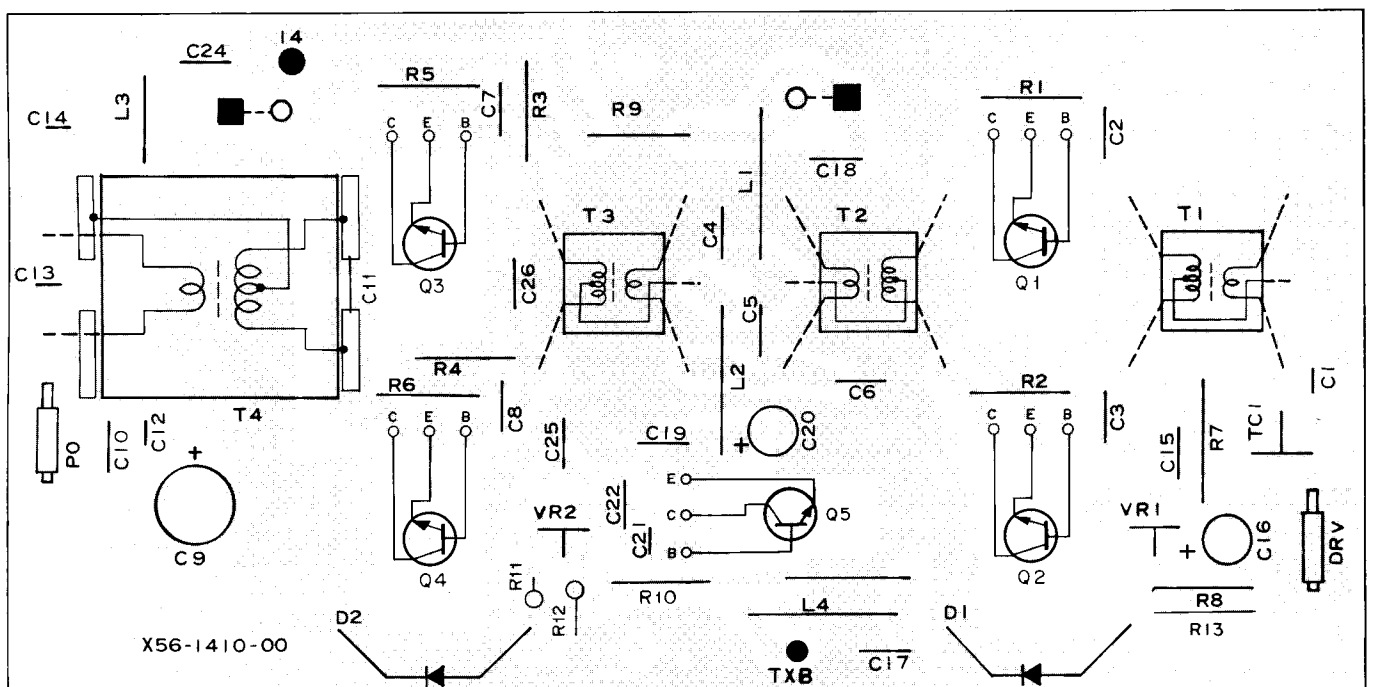 C24
14
R5
C7
R3
R9
R1
C2
C14
L3
C E B
L1
C18
C E B
T3
C4
T2
T1
C13
C11
Q3
C26
C5
Q1
R4
L2
C1
R6
C6
R2
T4
C E B
C8
C20
+
C E B
C3
R7
TC1
PO
C10
C12
C25
C19
C15
+
E
C22
VR2
C
Q5
VR1
DRV
C21
B
+
C16
C9
Q4
R11
R10
Q2
R12
R8
D2
L4
D1
R13
X56-1410-00
TXB
C17